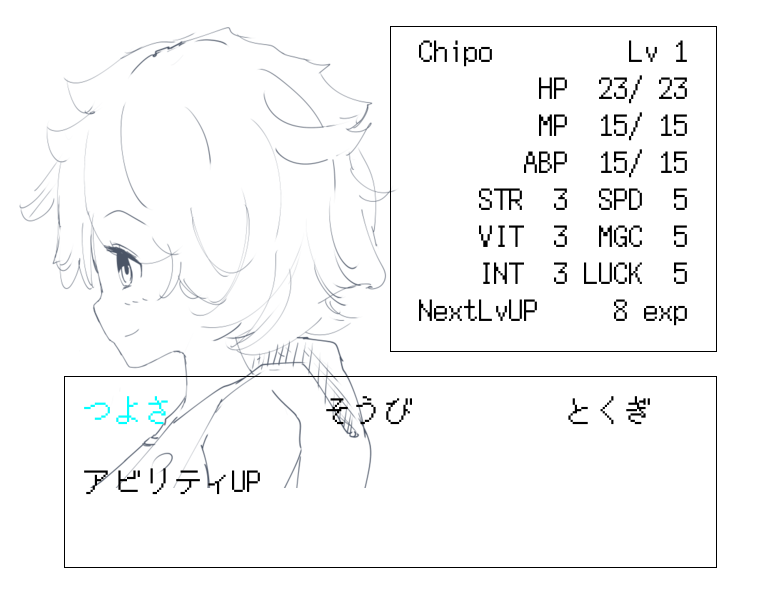 Chipo Lv 1
HP 23/ 23
MP 15/ 15
ABP 15/ 15
STR 3 SPD 5
VIT 3 MGC 5
INT 3 LUCK 5
NextLvUP 8 exp
つよさ そうび とくぎ
アビリティUP